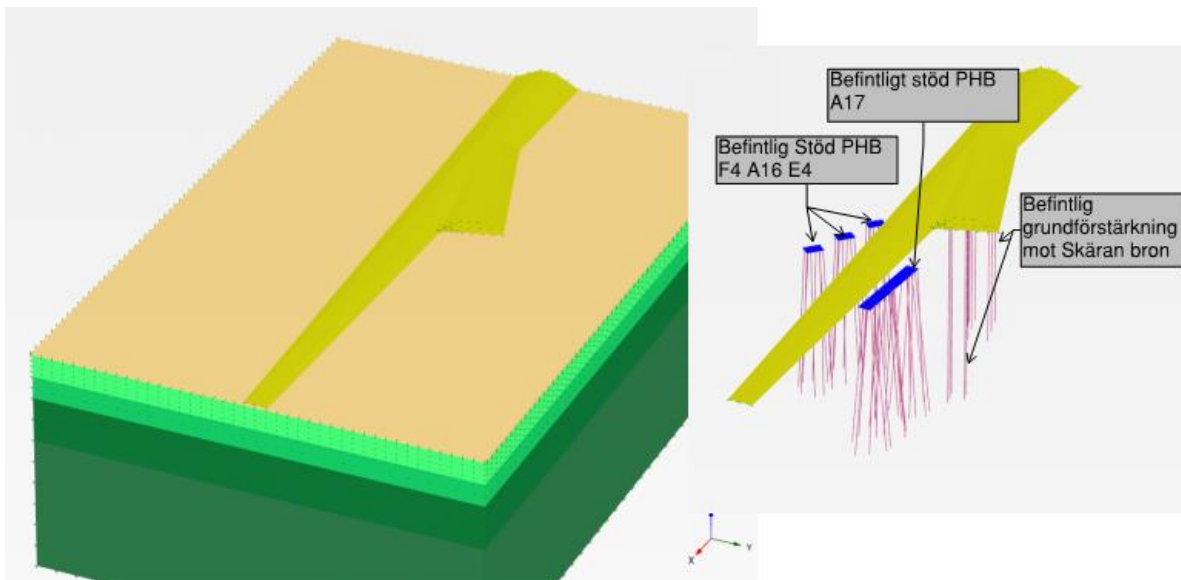 Befintligt stöd PHB
A17
Befintlig Stöd PHB
F4 A16 E4
Befintlig
grundförstärkning
mot Skäran bron
X
Y